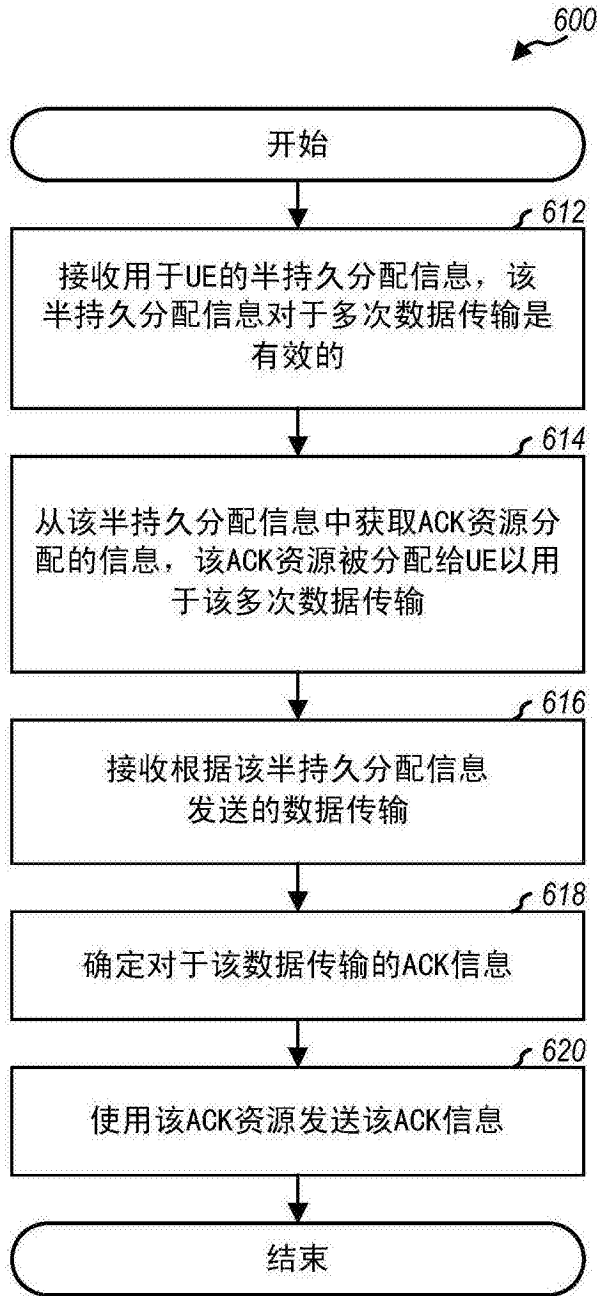 600
开始
612
接收用于UE的半持久分配信息，该
半持久分配信息对于多次数据传输是
有效的
614
从该半持久分配信息中获取ACK资源分
配的信息，该ACK资源被分配给UE以用
于该多次数据传输
616
接收根据该半持久分配信息
发送的数据传输
618
确定对于该数据传输的ACK信息
620
使用该ACK资源发送该ACK信息
结束